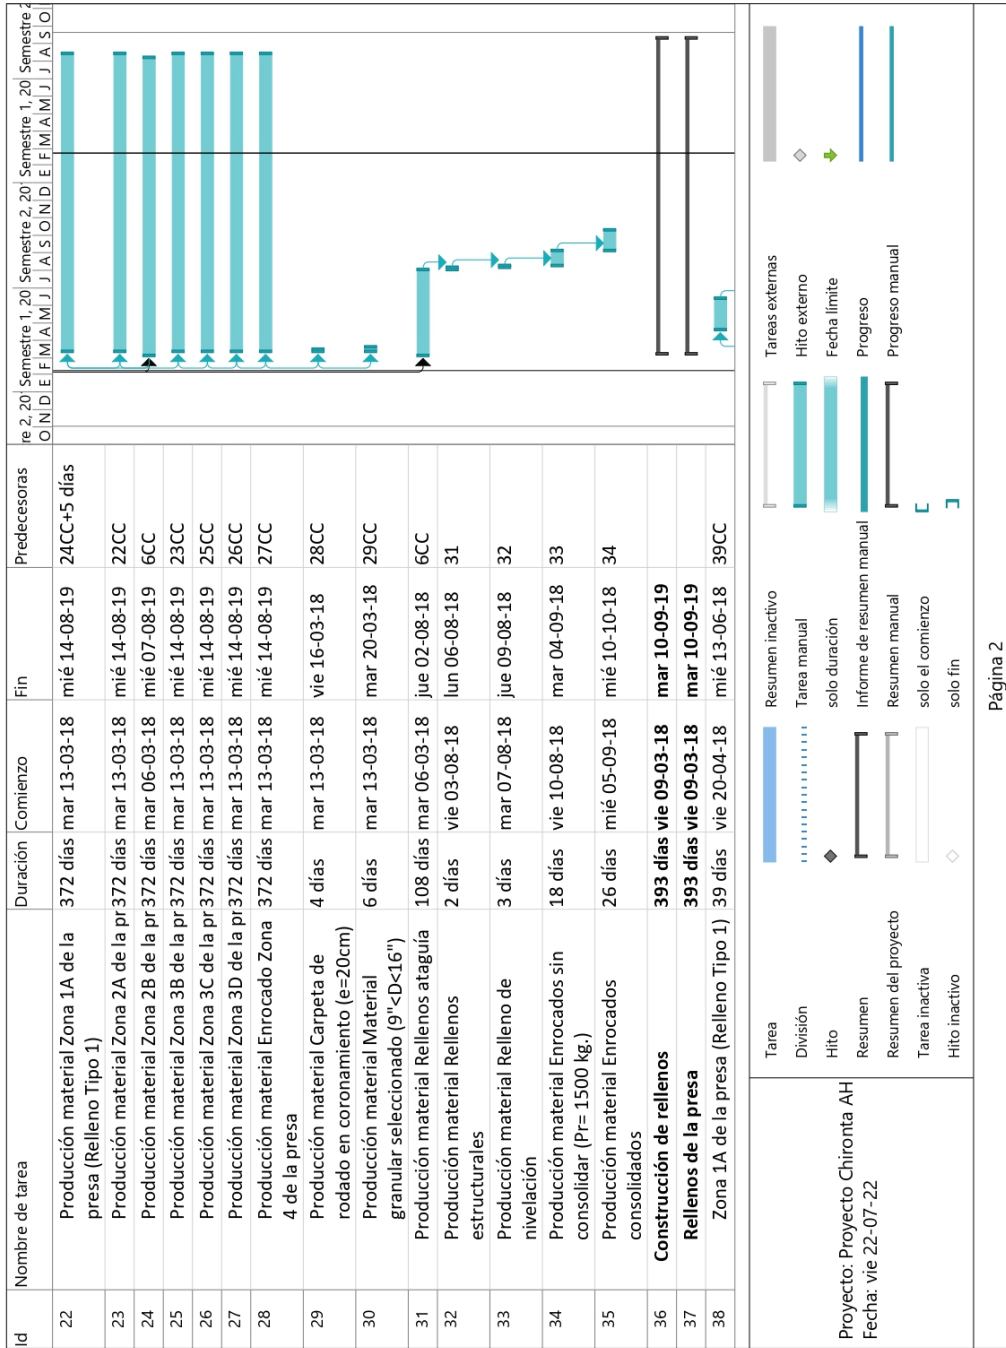 Id Nombre de tarea Duración Comienzo Fin Predecesoras
re 2, 20 Semestre 1, 20 Semestre 2, 20 Semestre 1, 20 Semestre 2
O N D E F M A M J J A S O N D E F M A M J J A S O
22 Producción material Zona 1A de la presa (Relleno Tipo 1) 372 días mar 13-03-18 mié 14-08-19 24CC+5 días
23 Producción material Zona 2A de la pr 372 días mar 13-03-18 mié 14-08-19 22CC
24 Producción material Zona 2B de la pr 372 días mar 06-03-18 mié 07-08-19 6CC
25 Producción material Zona 3B de la pr 372 días mar 13-03-18 mié 14-08-19 23CC
26 Producción material Zona 3C de la pr 372 días mar 13-03-18 mié 14-08-19 25CC
27 Producción material Zona 3D de la pr 372 días mar 13-03-18 mié 14-08-19 26CC
28 Producción material Enrocado Zona 4 de la presa 372 días mar 13-03-18 mié 14-08-19 27CC
29 Producción material Carpeta de rodado en coronamiento (e=20cm) 4 días mar 13-03-18 vie 16-03-18 28CC
30 Producción material Material granular seleccionado (9"<D<16") 6 días mar 13-03-18 mar 20-03-18 29CC
31 Producción material Rellenos ataguía 108 días mar 06-03-18 jue 02-08-18 6CC
32 Producción material Rellenos estructurales 2 días vie 03-08-18 lun 06-08-18 31
33 Producción material Relleno de nivelación 3 días mar 07-08-18 jue 09-08-18 32
34 Producción material Enrocados sin consolidar (Pr= 1500 kg.) 18 días vie 10-08-18 mar 04-09-18 33
35 Producción material Enrocados consolidados 26 días mié 05-09-18 mié 10-10-18 34
36 Construcción de rellenos 393 días vie 09-03-18 mar 10-09-19
37 Rellenos de la presa 393 días vie 09-03-18 mar 10-09-19
38 Zona 1A de la presa (Relleno Tipo 1) 39 días vie 20-04-18 mié 13-06-18 39CC
Proyecto: Proyecto Chironta AH
Fecha: vie 22-07-22
Tarea
División
Hito
Resumen
Resumen del proyecto
Tarea inactiva
Hito inactivo
Resumen inactivo
Tarea manual
solo duración
Informe de resumen manual
Resumen manual
solo el comienzo
solo fin
Tareas externas
Hito externo
Fecha límite
Progreso
Progreso manual
Página 2